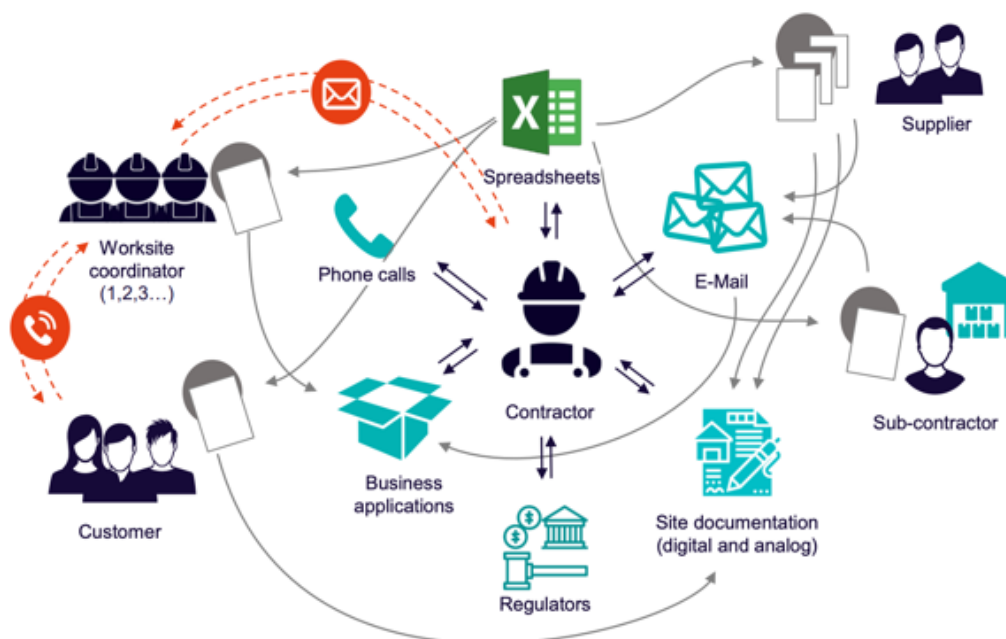 X
Supplier
Spreadsheets
Worksite
coordinator
(1,2,3...)
Phone calls
E-Mail
Contractor
Sub-contractor
Business
applications
Customer
Site documentation
(digital and analog)
$
$
Regulators